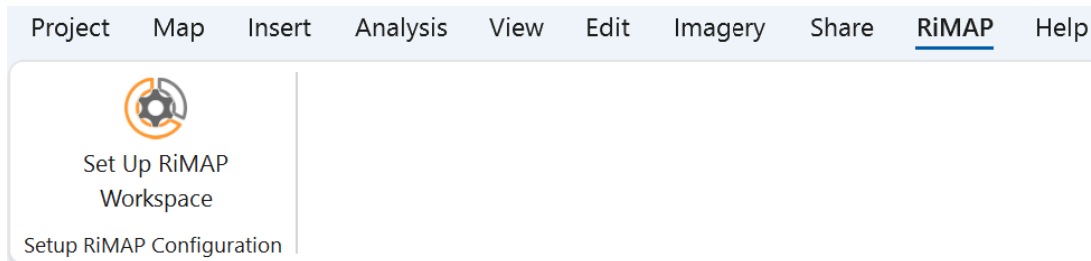 Project Map Insert Analysis View Edit Imagery Share RiMAP Help
Set Up RiMAP
Workspace
Setup RiMAP Configuration